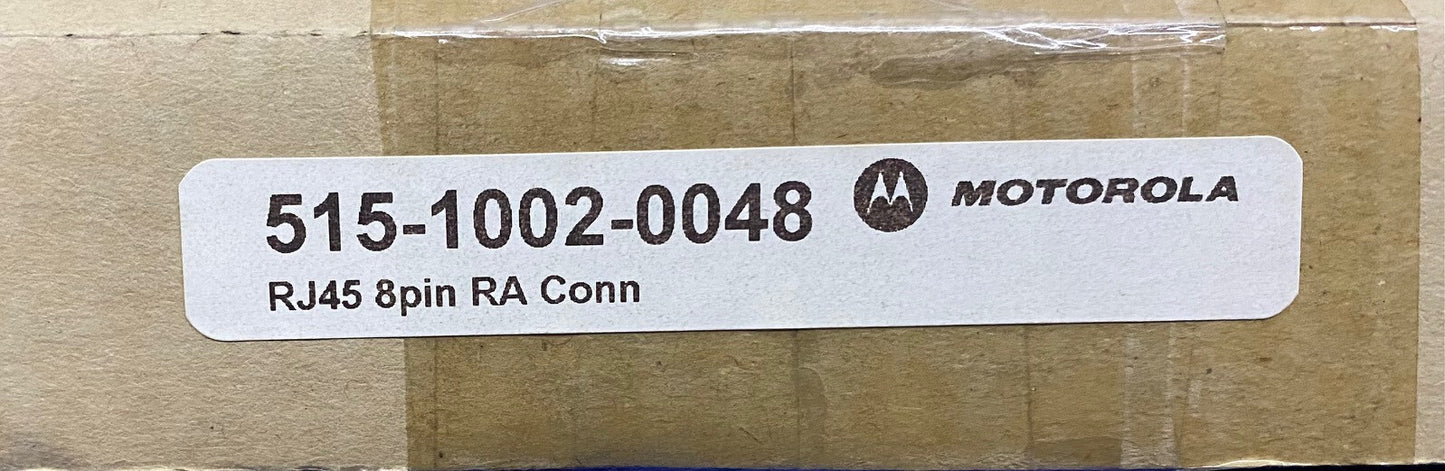 515-1002-0048 MOTOROLA
RJ45 8pin RA Conn